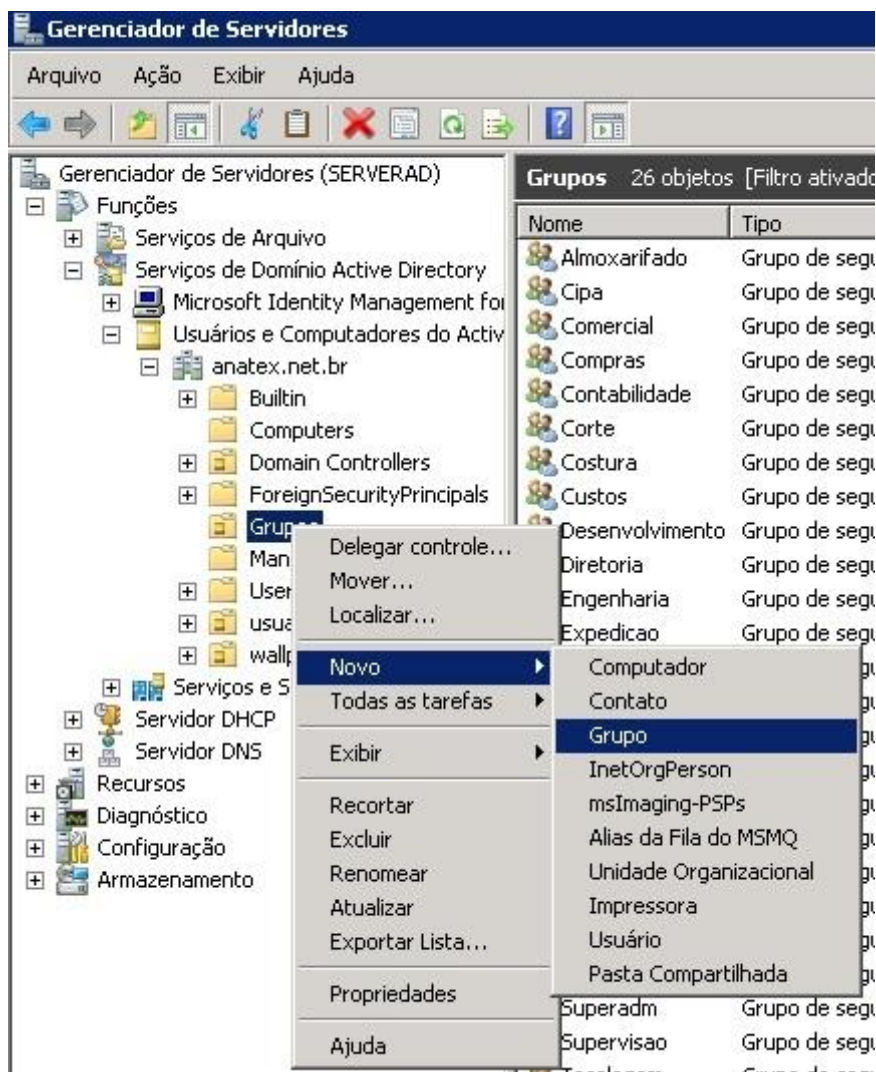 Gerenciador de Servidores
Arquivo Ação Exibir Ajuda
Gerenciador de Servidores (SERVERAD)
Funções
Serviços de Arquivo
Serviços de Domínio Active Directory
Microsoft Identity Management for
Usuários e Computadores do Activ
anatex.net.br
Builtin
Computers
Domain Controllers
ForeignSecurityPrincipals
Grupos
Man
User
usua
wallp
Serviços e S
Servidor DHCP
Servidor DNS
Recursos
Diagnóstico
Configuração
Armazenamento
Grupos 26 objetos [Filtro ativado
Nome Tipo
Almoxarifado Grupo de segu
Cipa Grupo de segu
Comercial Grupo de segu
Compras Grupo de segu
Contabilidade Grupo de segu
Corte Grupo de segu
Costura Grupo de segu
Custos Grupo de segu
Desenvolvimento Grupo de segu
Diretoria Grupo de segu
Engenharia Grupo de segu
Expedicao Grupo de segu
Superadm Grupo de segu
Supervisao Grupo de segu
Delegar controle...
Mover...
Localizar...
Novo
Todas as tarefas
Exibir
Recortar
Excluir
Renomear
Atualizar
Exportar Lista...
Propriedades
Ajuda
Computador
Contato
Grupo
InetOrgPerson
msImaging-PSPs
Alias da Fila do MSMQ
Unidade Organizacional
Impressora
Usuário
Pasta Compartilhada